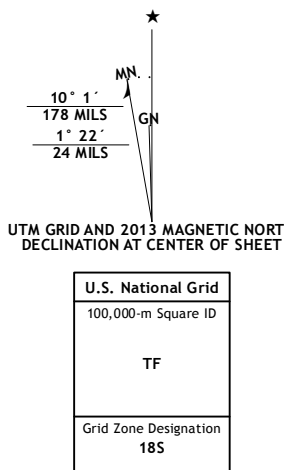 ★
MN
10° 1´
178 MILS
GN
1° 22´
24 MILS
UTM GRID AND 2013 MAGNETIC NORT
DECLINATION AT CENTER OF SHEET
U.S. National Grid
100,000-m Square ID
TF
Grid Zone Designation
18S